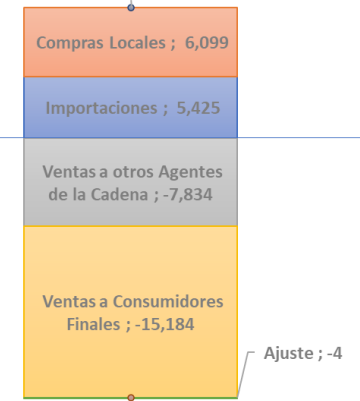 Compras Locales ; 6,099
Importaciones ; 5,425
Ventas a otros Agentes
de la Cadena ; -7,834
Ventas a Consumidores
Finales ; -15,184
Ajuste ; -4